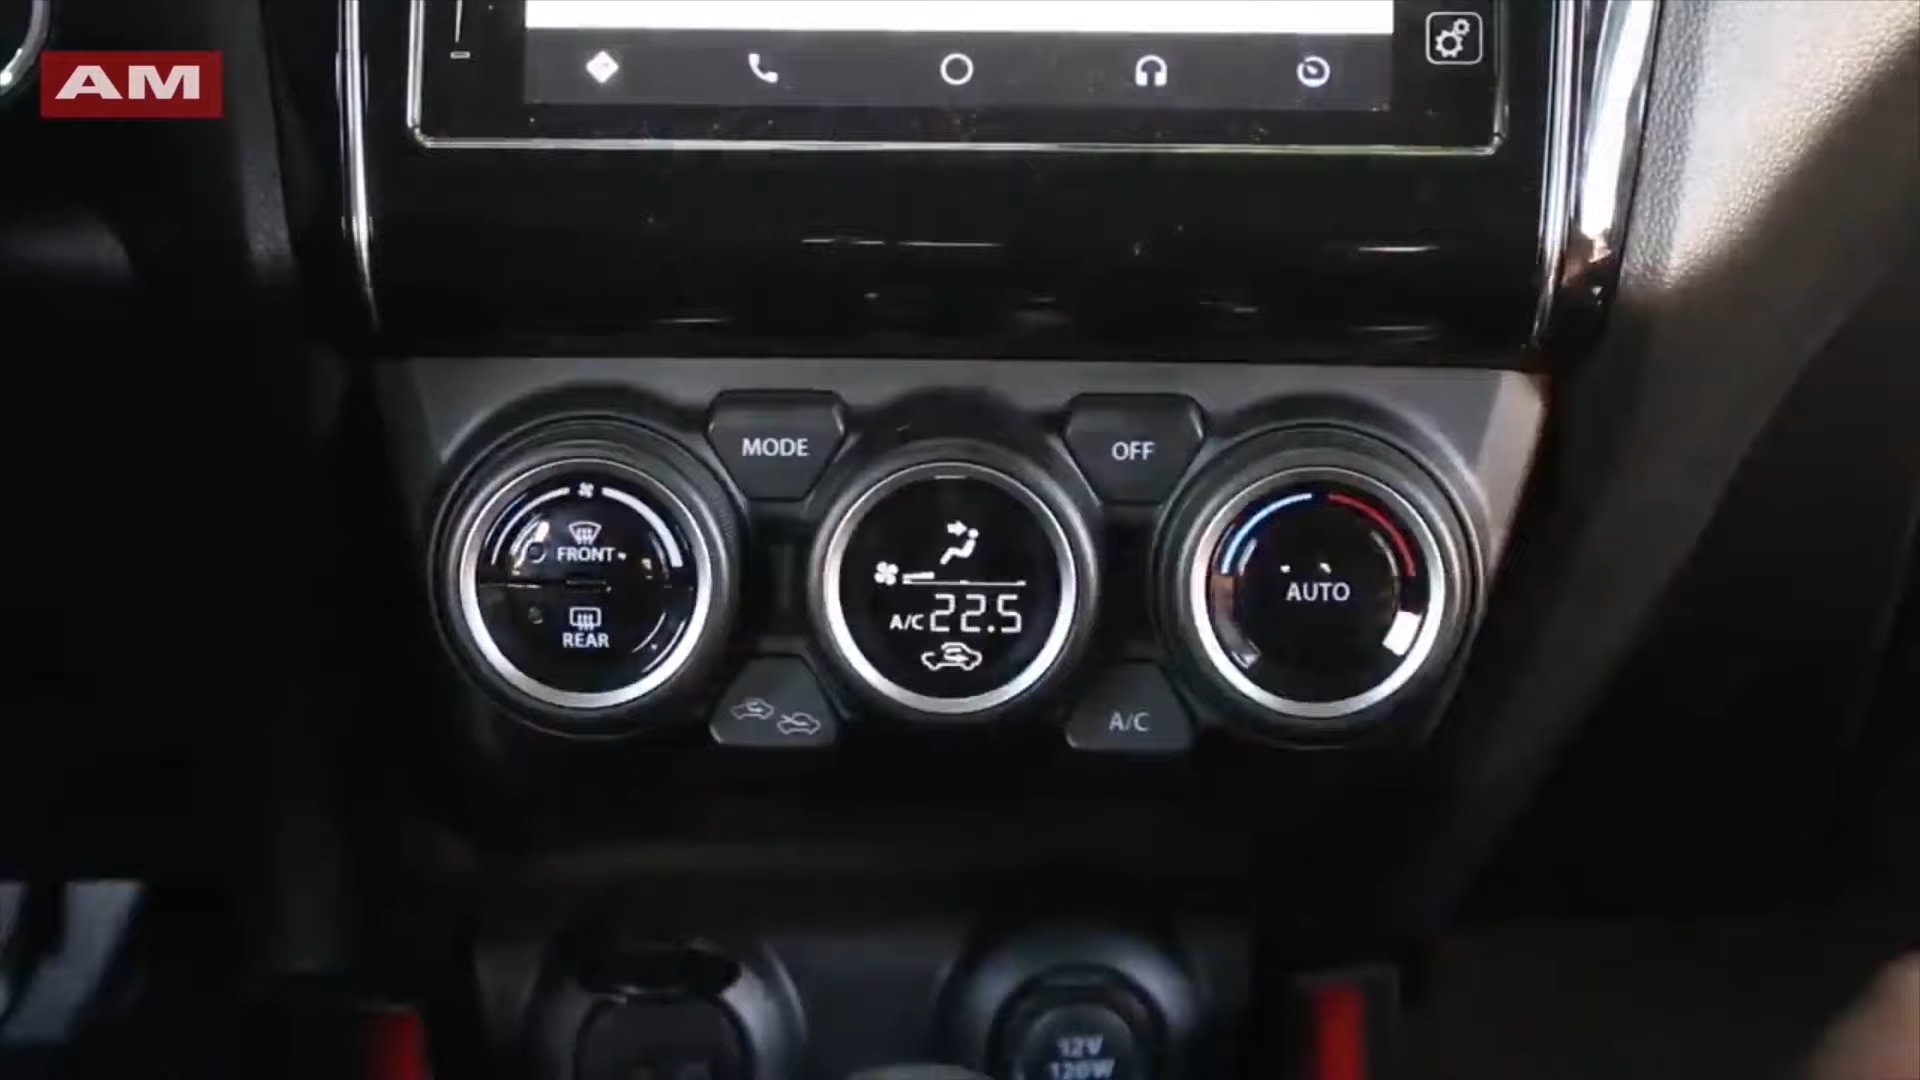 AM
MODE
OFF
FRONT
REAR
A/C 22.5
AUTO
A/C
12V
120W